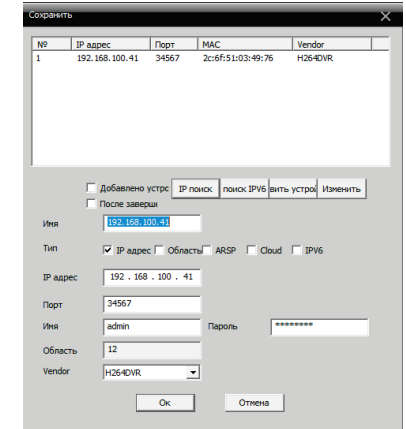 Сохранить
№ IP адрес Порт MAC Vendor
1 192.168.100.41 34567 2c:6f:51:03:49:76 H264DVR
Добавлено устрс IP поиск поиск IPV6 вить устрой Изменить
После заверши
Имя 192.168.100.41
Тип IP адрес Область ARSP Cloud IPV6
IP адрес 192 . 168 . 100 . 41
Порт 34567
Имя admin Пароль ********
Область 12
Vendor H264DVR
Ок Отмена